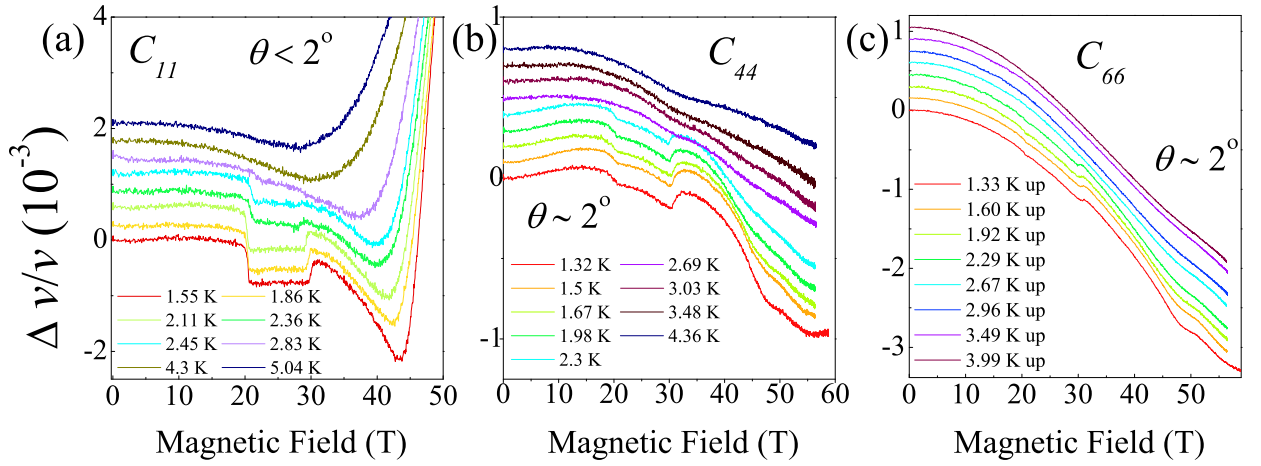 (a) C11 θ < 2°
Δ v/v (10-3)
4
2
0
-2
1.55 K 1.86 K
2.11 K 2.36 K
2.45 K 2.83 K
4.3 K 5.04 K
0 10 20 30 40 50
Magnetic Field (T)
(b) C44
θ ~ 2°
1
0
-1
1.32 K 2.69 K
1.5 K 3.03 K
1.67 K 3.48 K
1.98 K 4.36 K
2.3 K
0 10 20 30 40 50 60
Magnetic Field (T)
(c) C66
θ ~ 2°
1
0
-1
-2
-3
1.33 K up
1.60 K up
1.92 K up
2.29 K up
2.67 K up
2.96 K up
3.49 K up
3.99 K up
0 10 20 30 40 50
Magnetic Field (T)